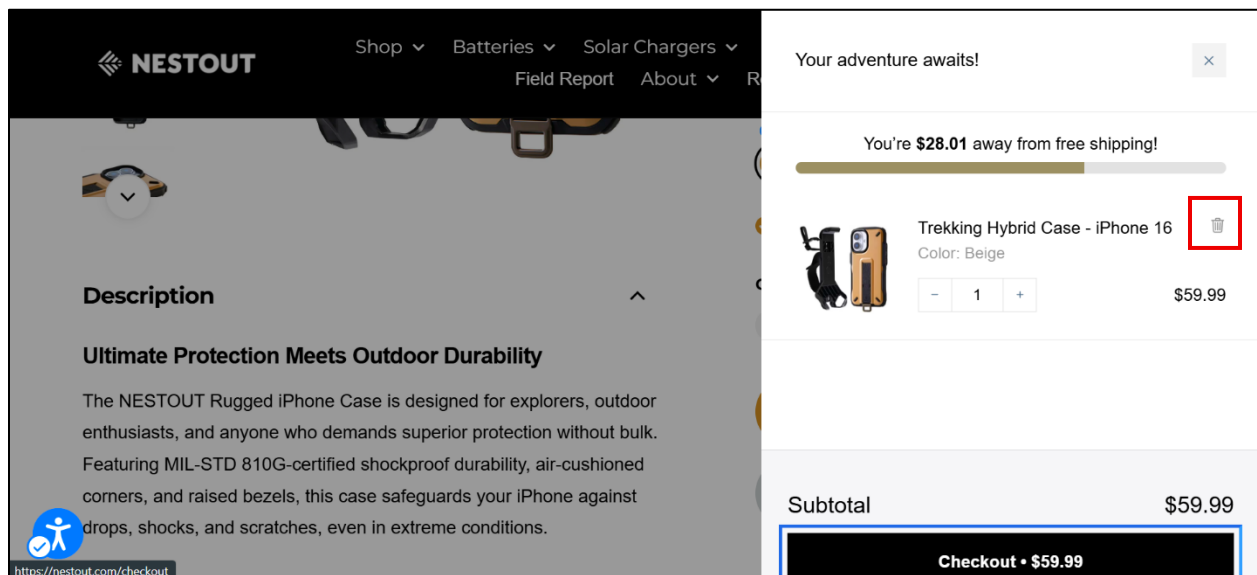 NESTOUT
Shop Batteries Solar Chargers
Field Report About
Your adventure awaits!
You're $28.01 away from free shipping!
Trekking Hybrid Case - iPhone 16
Color: Beige
− 1 +
$59.99
Description
Ultimate Protection Meets Outdoor Durability
The NESTOUT Rugged iPhone Case is designed for explorers, outdoor
enthusiasts, and anyone who demands superior protection without bulk.
Featuring MIL-STD 810G-certified shockproof durability, air-cushioned
corners, and raised bezels, this case safeguards your iPhone against
drops, shocks, and scratches, even in extreme conditions.
Subtotal $59.99
Checkout • $59.99
https://nestout.com/checkout